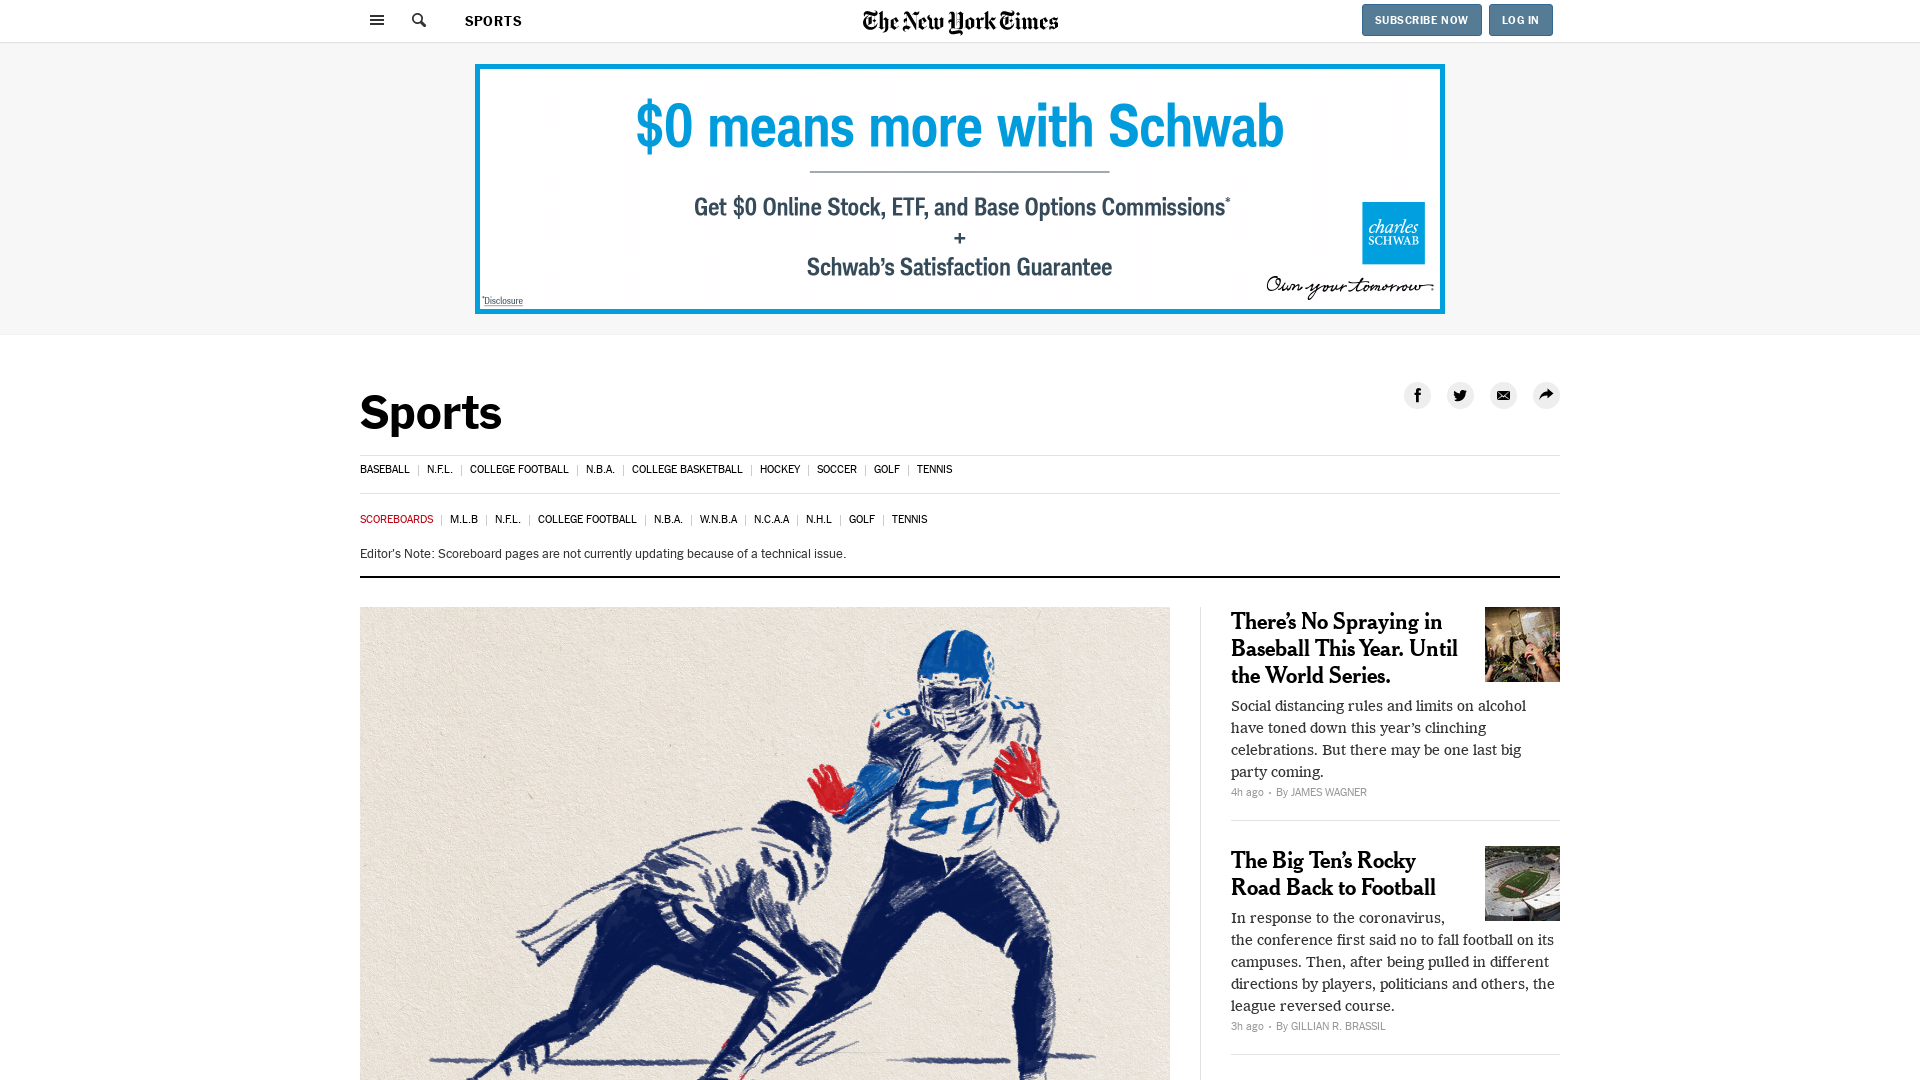 SPORTS
The New York Times
SUBSCRIBE NOW
LOG IN
$0 means more with Schwab
Get $0 Online Stock, ETF, and Base Options Commissions*
+
Schwab's Satisfaction Guarantee
charles
SCHWAB
Own your tomorrow
*Disclosure
Sports
BASEBALL | N.F.L. | COLLEGE FOOTBALL | N.B.A. | COLLEGE BASKETBALL | HOCKEY | SOCCER | GOLF | TENNIS
SCOREBOARDS | M.L.B | N.F.L. | COLLEGE FOOTBALL | N.B.A. | W.N.B.A | N.C.A.A | N.H.L | GOLF | TENNIS
Editor's Note: Scoreboard pages are not currently updating because of a technical issue.
22
22
There's No Spraying in
Baseball This Year. Until
the World Series.
Social distancing rules and limits on alcohol
have toned down this year's clinching
celebrations. But there may be one last big
party coming.
4h ago · By JAMES WAGNER
The Big Ten's Rocky
Road Back to Football
In response to the coronavirus,
the conference first said no to fall football on its
campuses. Then, after being pulled in different
directions by players, politicians and others, the
league reversed course.
3h ago · By GILLIAN R. BRASSIL